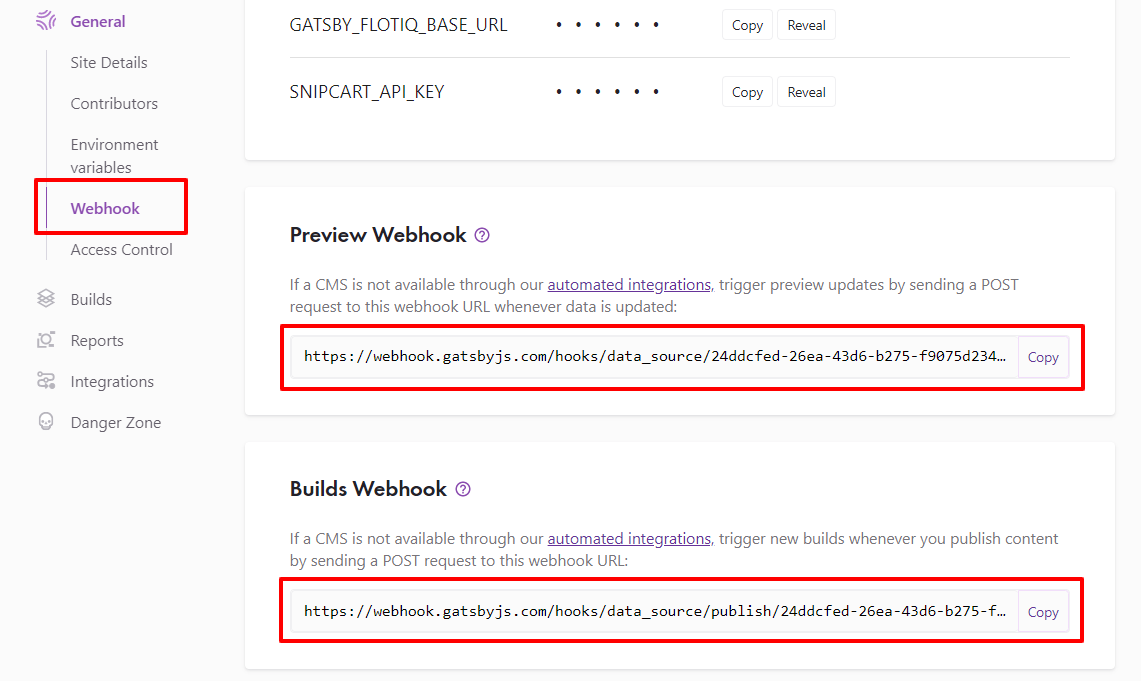 General
Site Details
Contributors
Environment
variables
Webhook
Access Control
Builds
Reports
Integrations
Danger Zone
GATSBY_FLOTIQ_BASE_URL • • • • • • Copy Reveal
SNIPCART_API_KEY • • • • • • Copy Reveal
Preview Webhook ?
If a CMS is not available through our automated integrations, trigger preview updates by sending a POST
request to this webhook URL whenever data is updated:
https://webhook.gatsbyjs.com/hooks/data_source/24ddcfed-26ea-43d6-b275-f9075d234… Copy
Builds Webhook ?
If a CMS is not available through our automated integrations, trigger new builds whenever you publish content
by sending a POST request to this webhook URL:
https://webhook.gatsbyjs.com/hooks/data_source/publish/24ddcfed-26ea-43d6-b275-f… Copy